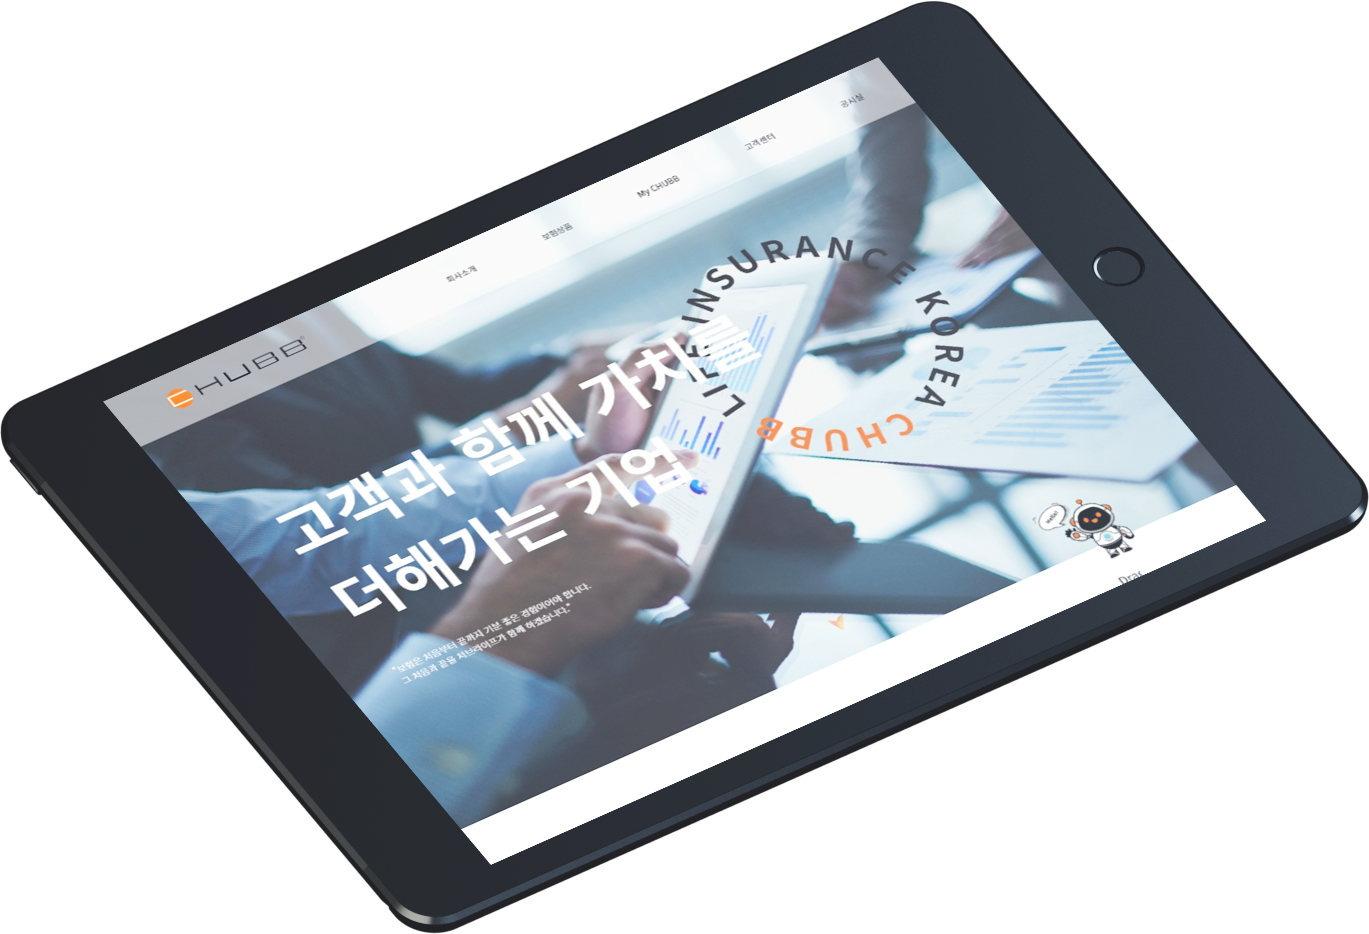 CHUBB
회사소개
보험상품
My CHUBB
고객센터
공시실
고객과 함께 가치를
더해가는 기업
"보험은 처음부터 끝까지 기분 좋은 경험이어야 합니다.
그 처음과 끝을 처브라이프가 함께 하겠습니다."
LIFE INSURANCE KOREA
CHUBB
Hello!
Drag